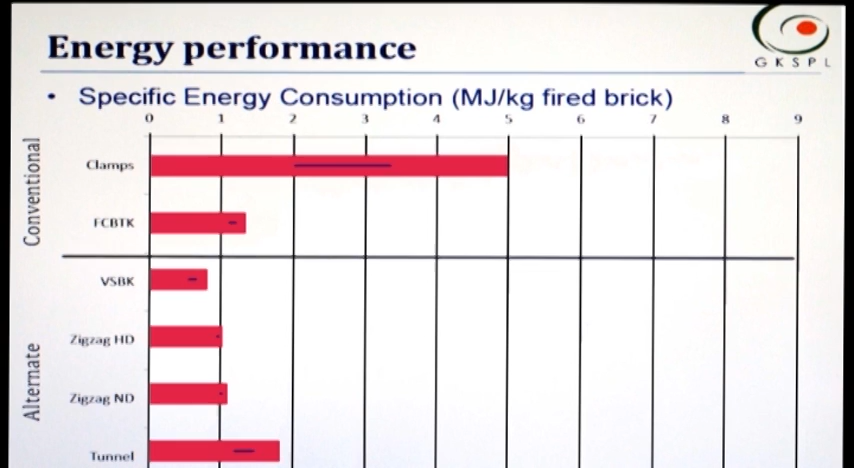 Energy performance
GKSPL
• Specific Energy Consumption (MJ/kg fired brick)
0 1 2 3 4 5 6 7 8 9
Conventional
Clamps
FCBTK
VSBK
Alternate
Zigzag HD
Zigzag ND
Tunnel